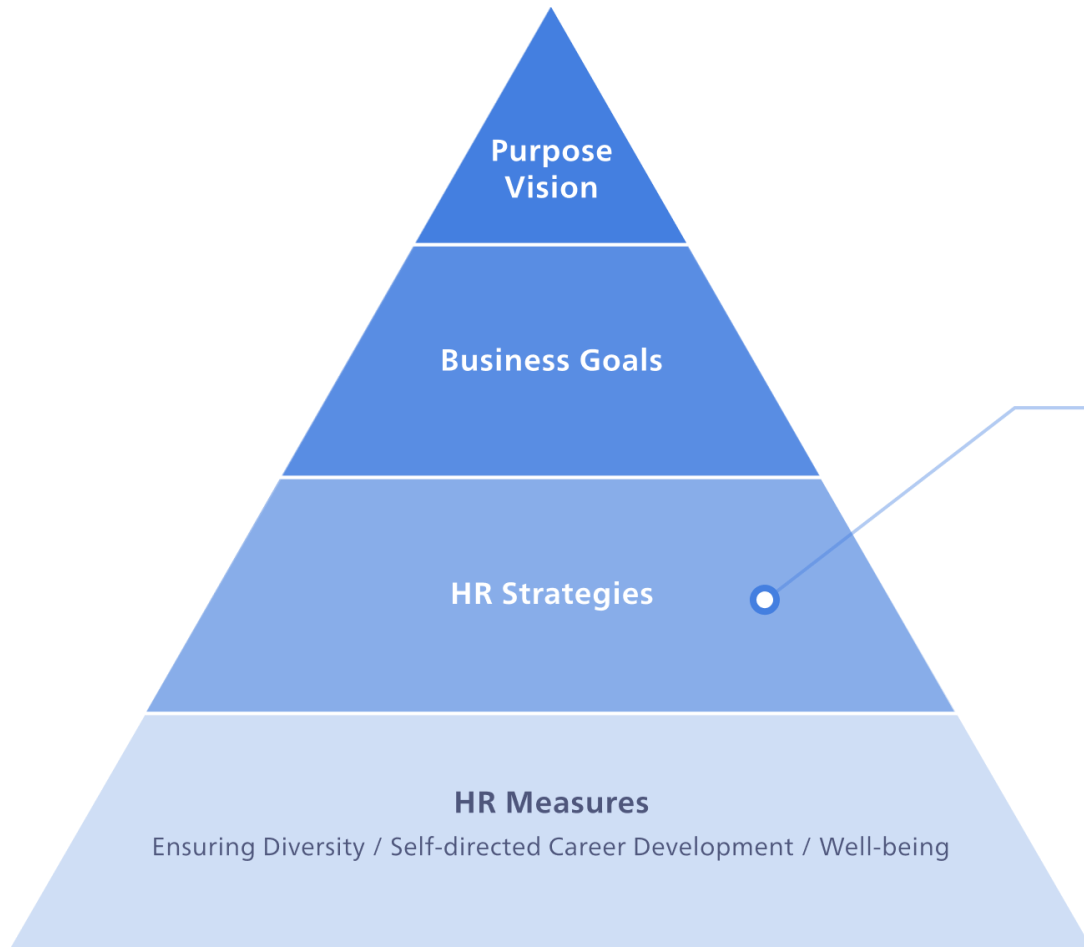 Purpose
Vision
Business Goals
HR Strategies
HR Measures
Ensuring Diversity / Self-directed Career Development / Well-being